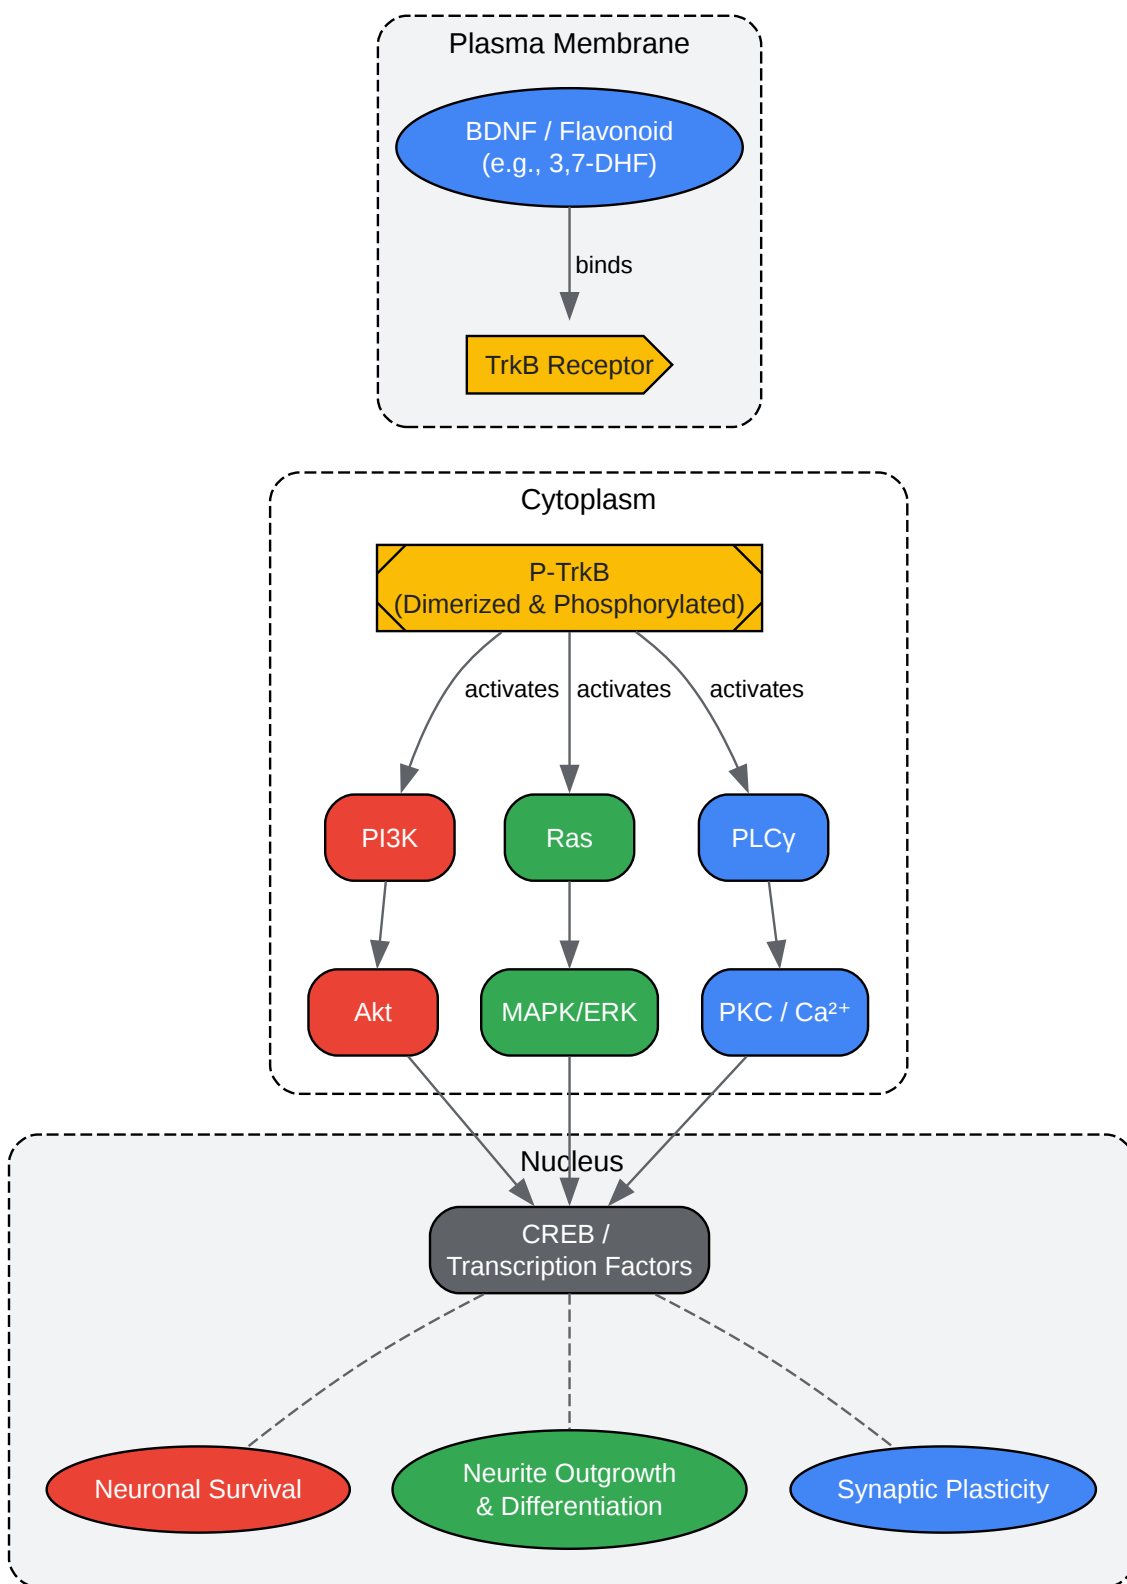 Plasma Membrane
BDNF / Flavonoid
(e.g., 3,7-DHF)
binds
TrkB Receptor
Cytoplasm
P-TrkB
(Dimerized & Phosphorylated)
activates
activates
activates
PI3K
Ras
PLCγ
Akt
MAPK/ERK
PKC / Ca²⁺
Nucleus
CREB /
Transcription Factors
Neuronal Survival
Neurite Outgrowth
& Differentiation
Synaptic Plasticity